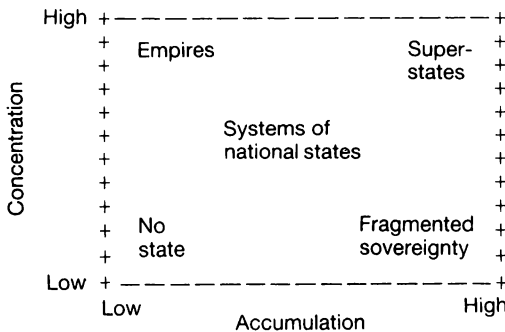 High
Empires
Super-
states
Concentration
Systems of
national states
No
state
Fragmented
sovereignty
Low
Low
High
Accumulation